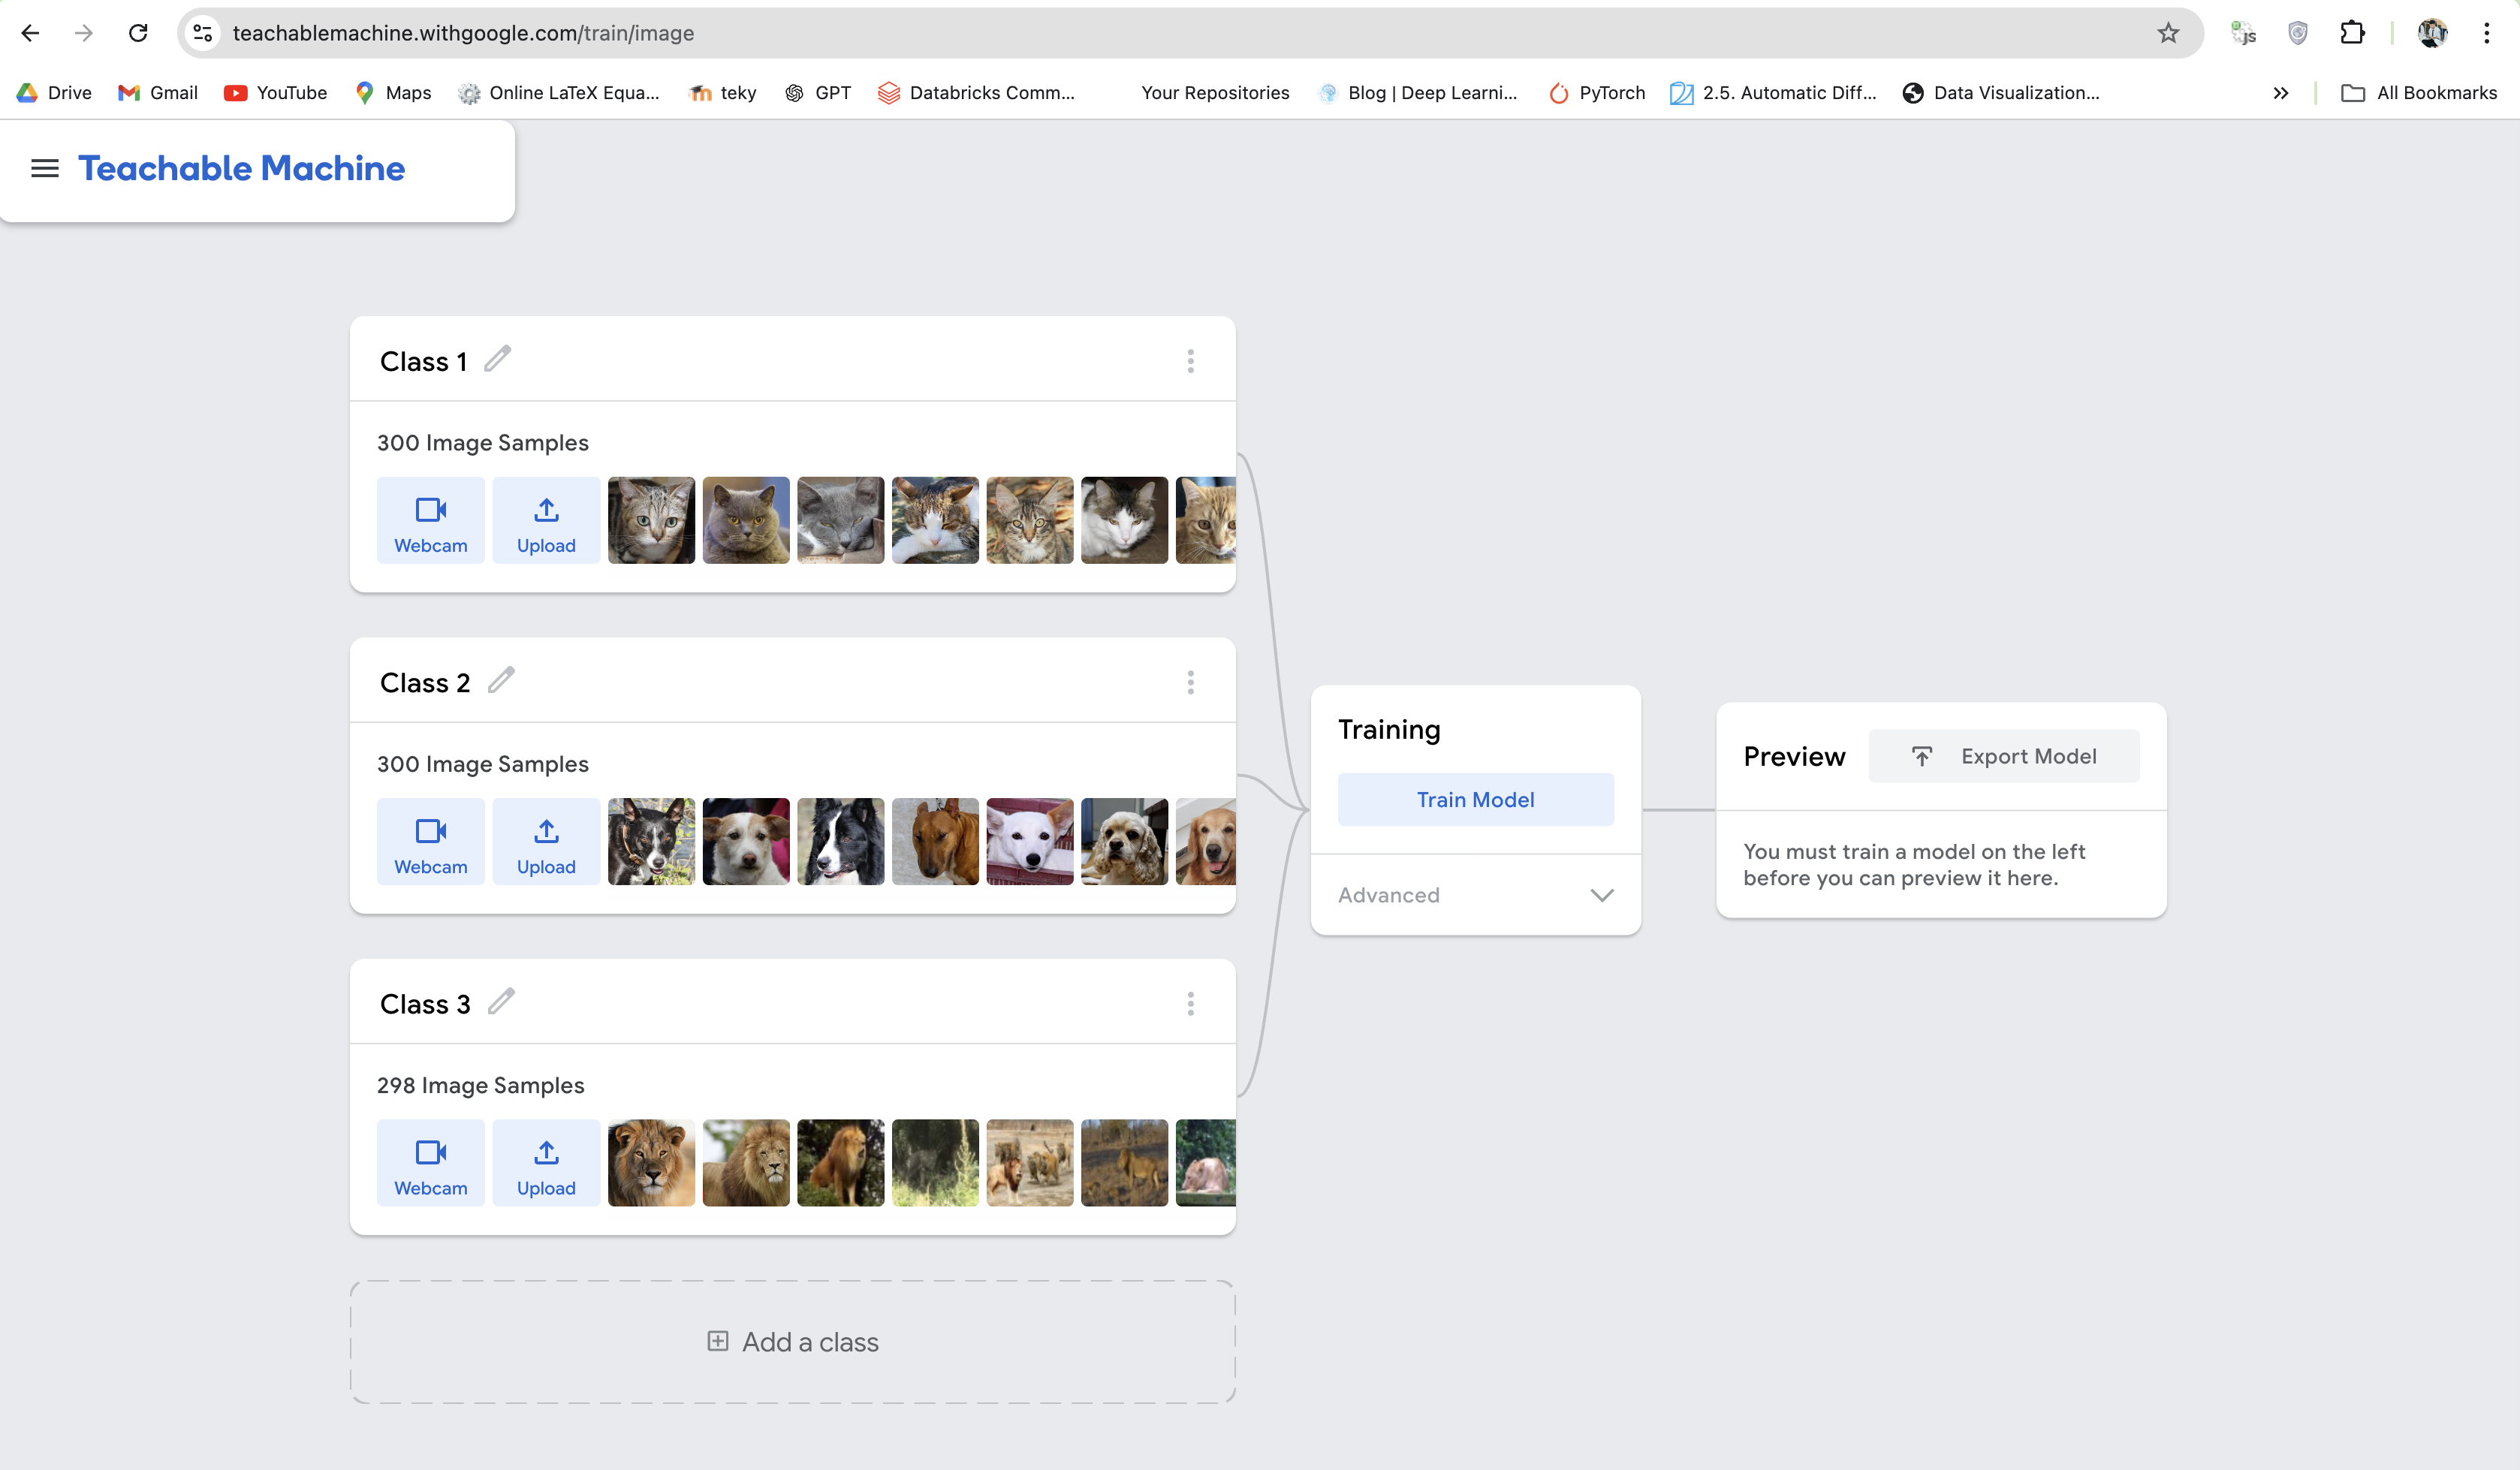 teachablemachine.withgoogle.com/train/image
Drive Gmail YouTube Maps Online LaTeX Equa... teky GPT Databricks Comm... Your Repositories Blog | Deep Learni... PyTorch 2.5. Automatic Diff... Data Visualization... All Bookmarks
Teachable Machine
Class 1
300 Image Samples
Webcam Upload
Class 2
300 Image Samples
Webcam Upload
Class 3
298 Image Samples
Webcam Upload
Add a class
Training
Train Model
Advanced
Preview Export Model
You must train a model on the left
before you can preview it here.